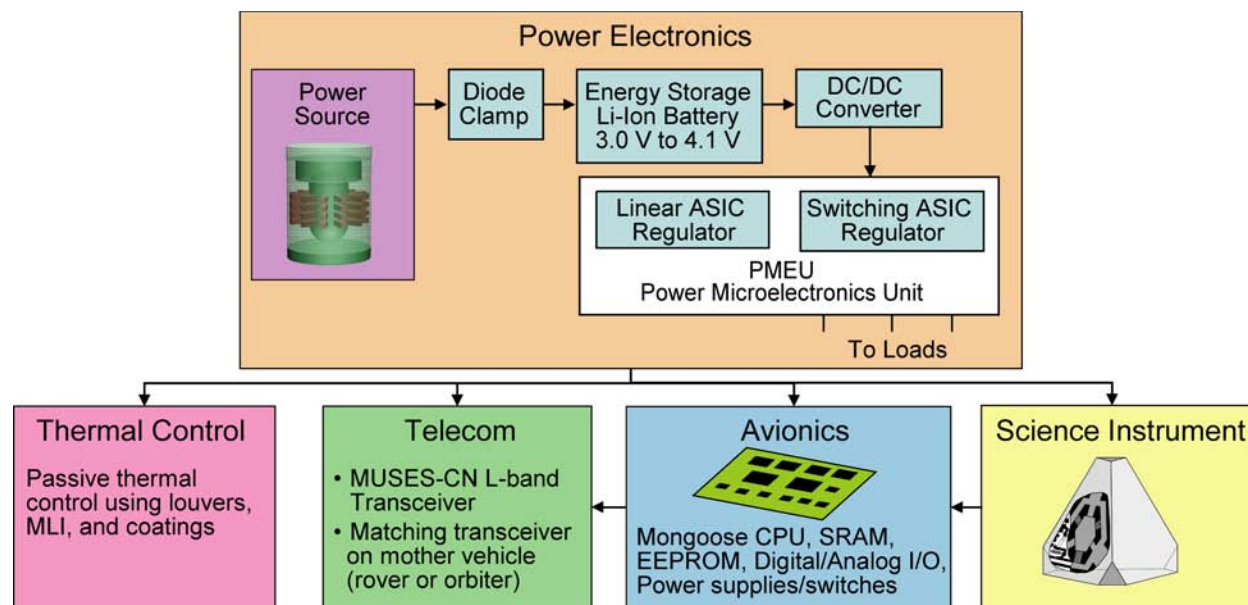 Power Electronics
Power
Source
Diode
Clamp
Energy Storage
Li-Ion Battery
3.0 V to 4.1 V
DC/DC
Converter
Linear ASIC
Regulator
Switching ASIC
Regulator
PMEU
Power Microelectronics Unit
To Loads
Thermal Control
Passive thermal
control using louvers,
MLI, and coatings
Telecom
• MUSES-CN L-band
Transceiver
• Matching transceiver
on mother vehicle
(rover or orbiter)
Avionics
Mongoose CPU, SRAM,
EEPROM, Digital/Analog I/O,
Power supplies/switches
Science Instrument